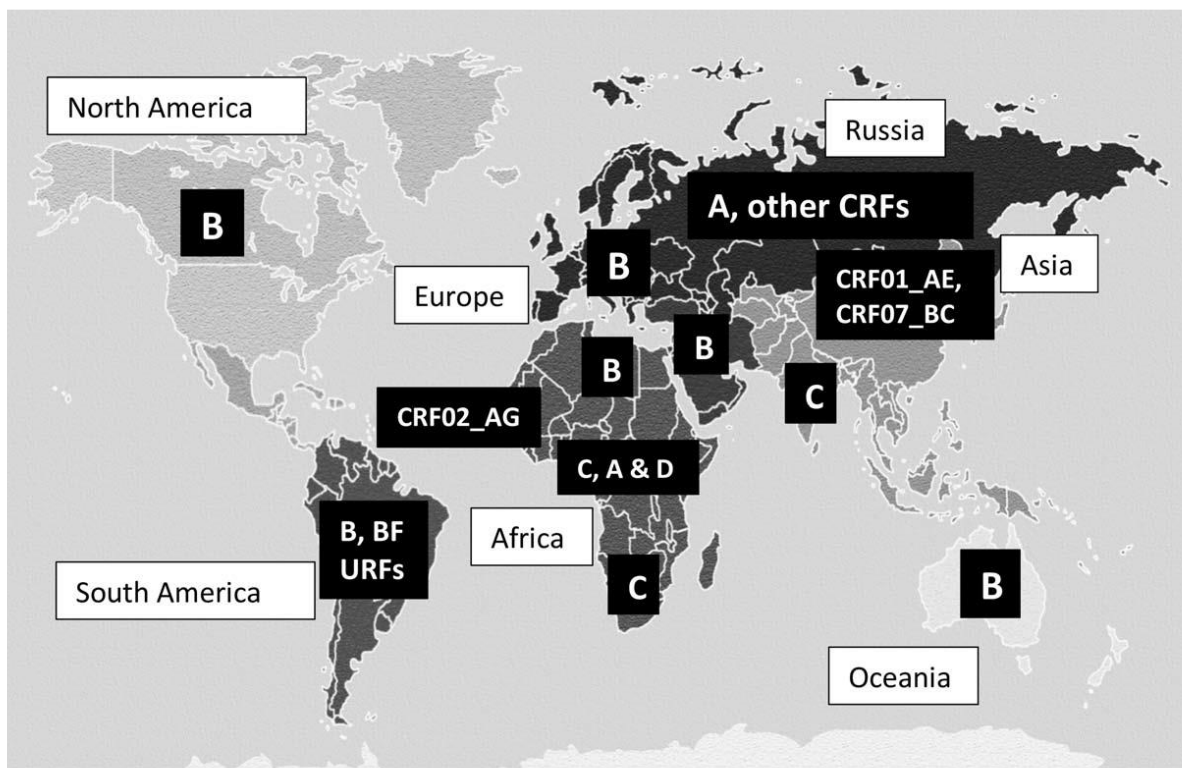 North America
Russia
B
A, other CRFs
B
Asia
Europe
CRF01_AE,
CRF07_BC
B
B
C
CRF02_AG
C, A & D
B, BF
URFs
Africa
South America
C
B
Oceania